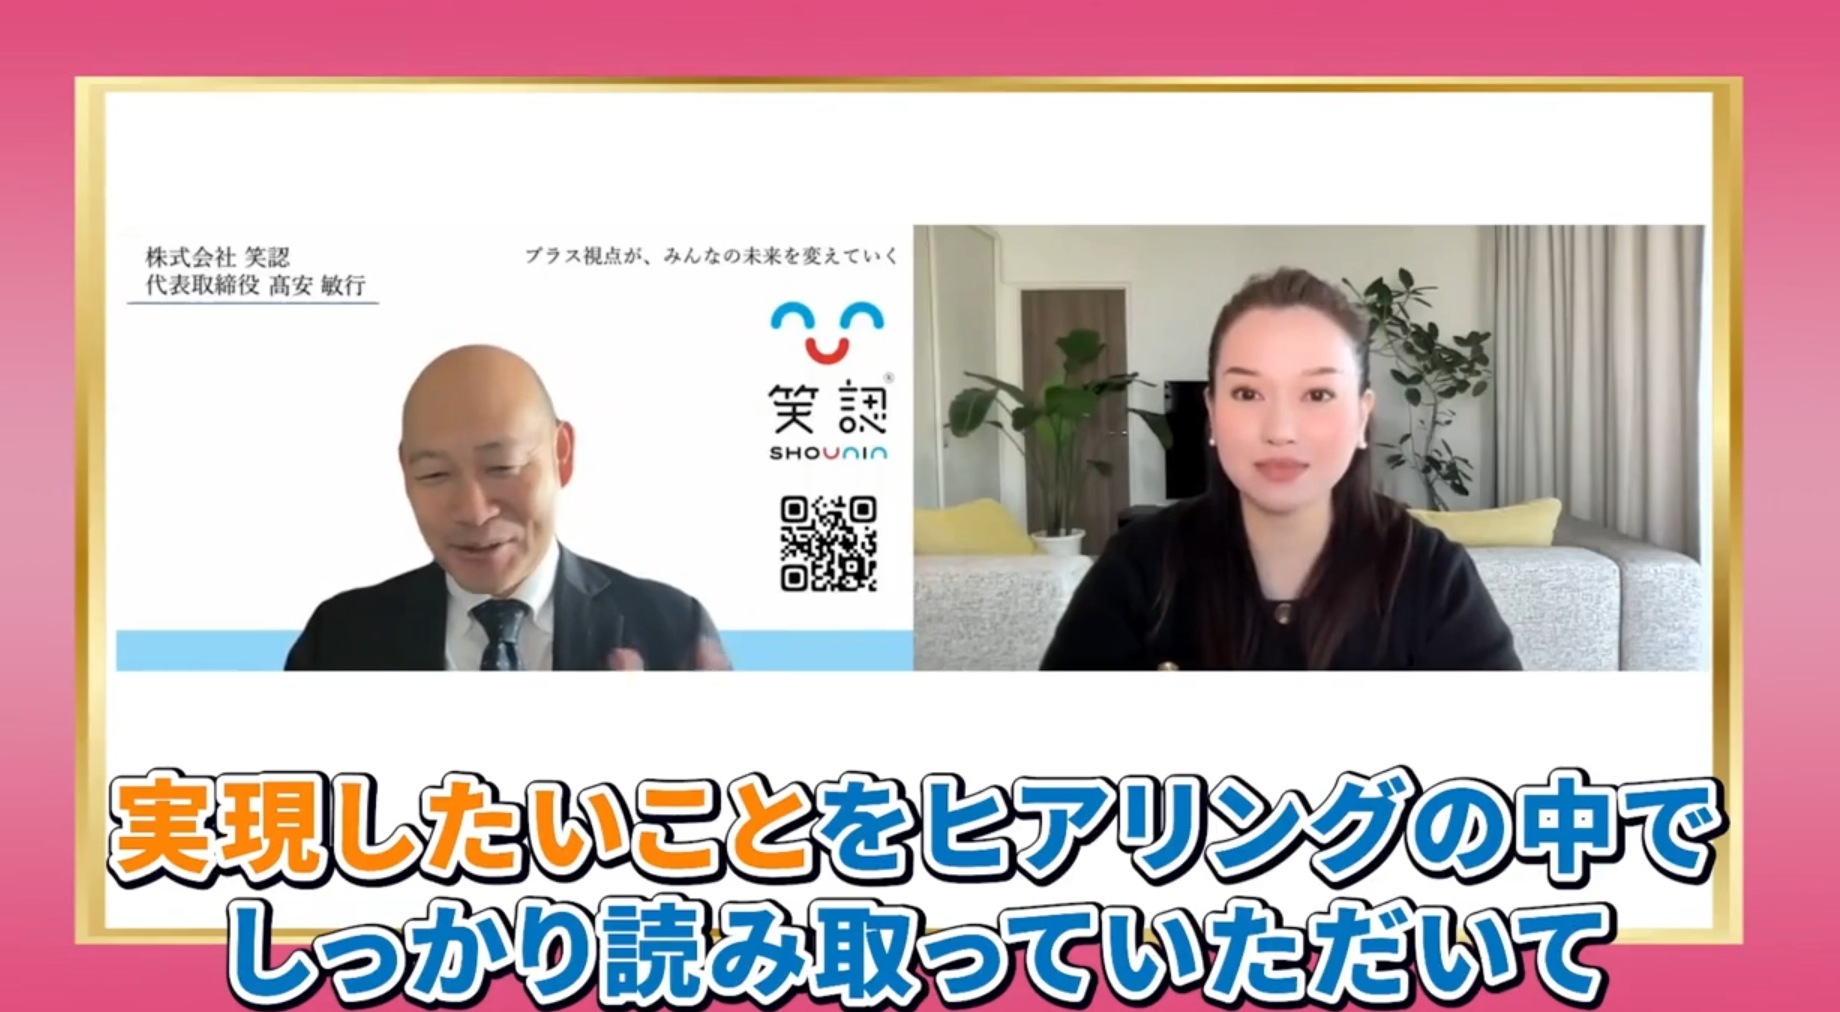 株式会社 笑認
代表取締役 髙安 敏行
プラス視点が、みんなの未来を変えていく
笑認®
SHOUNIN
実現したいことをヒアリングの中で
しっかり読み取っていただいて